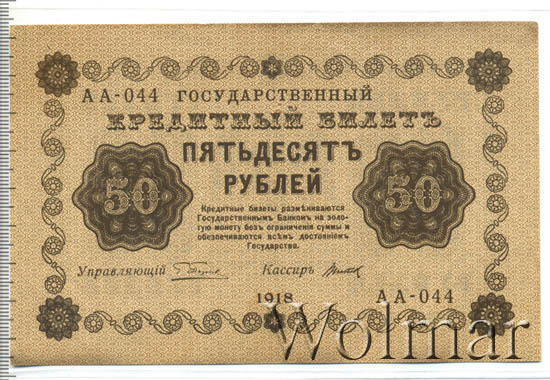 АА-044 ГОСУДАРСТВЕННЫЙ
КРЕДИТНЫЙ БИЛЕТЪ
ПЯТЬДЕСЯТЪ
РУБЛЕЙ
50
50
Кредитные билеты размѣниваются
Государственнымъ Банкомъ на золо-
тую монету безъ ограниченія суммы и
обезпечиваются всѣмъ достояніемъ
Государства.
Управляющій
Кассиръ
1918
АА-044
Wolmar